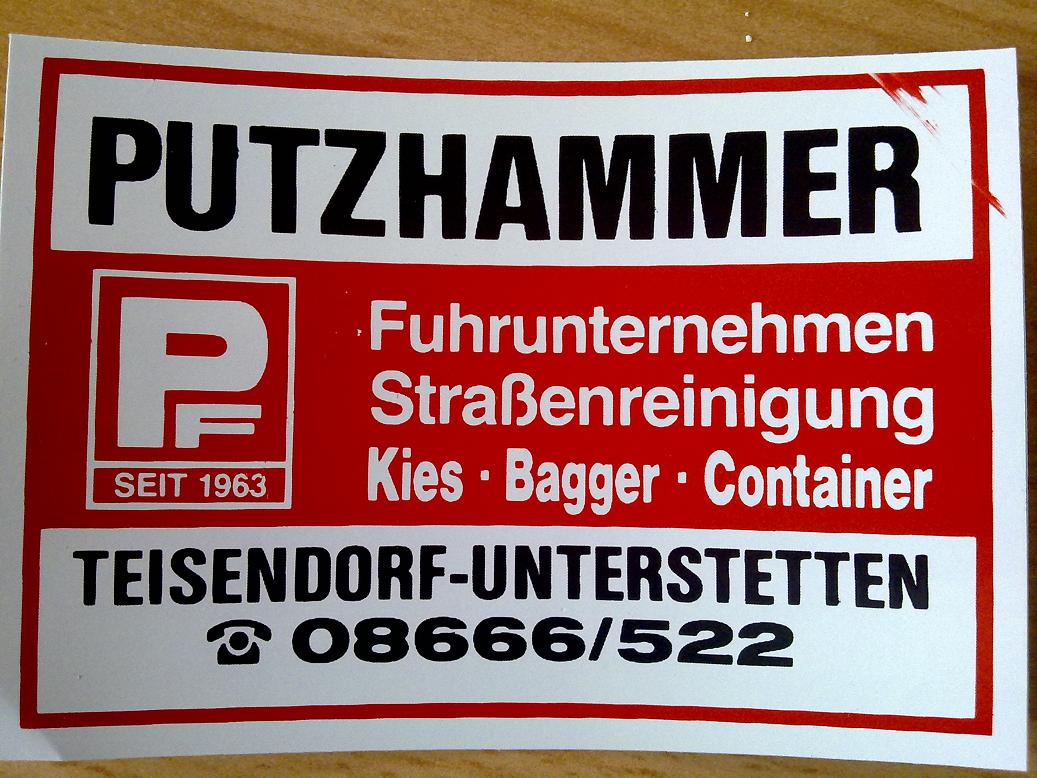 PUTZHAMMER
PF
SEIT 1963
Fuhrunternehmen
Straßenreinigung
Kies · Bagger · Container
TEISENDORF-UNTERSTETTEN
☎ 08666/522